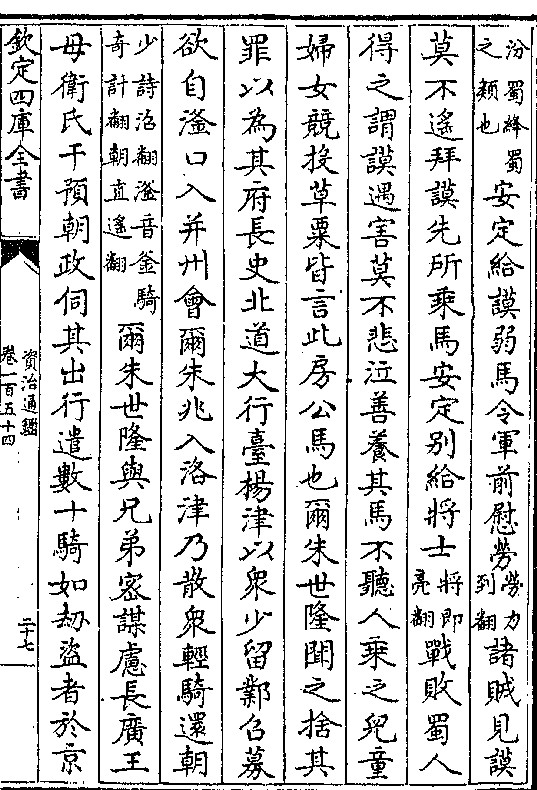 汾蜀絳蜀
之類也
安定給謨弱馬令軍前慰勞
勞力
到翻
諸賊見謨
莫不遙拜謨先所乘馬安定别給將士
將即
亮翻
戰敗蜀人
得之謂謨遇害莫不悲泣善養其馬不聽人乘之兒童
婦女競投草粟皆言此房公馬也爾朱世隆聞之捨其
罪以為其府長史北道大行臺楊津以衆少留鄴召募
欲自滏口入并州會爾朱兆入洛津乃散衆輕騎還朝
少詩沼翻滏音釜騎
奇計翻朝直遙翻
爾朱世隆與兄弟密謀慮長廣王
母衛氏干預朝政伺其出行遣數十騎如劫盜者於京
欽定四庫全書
資治通鑑
卷一百五十四
二十七